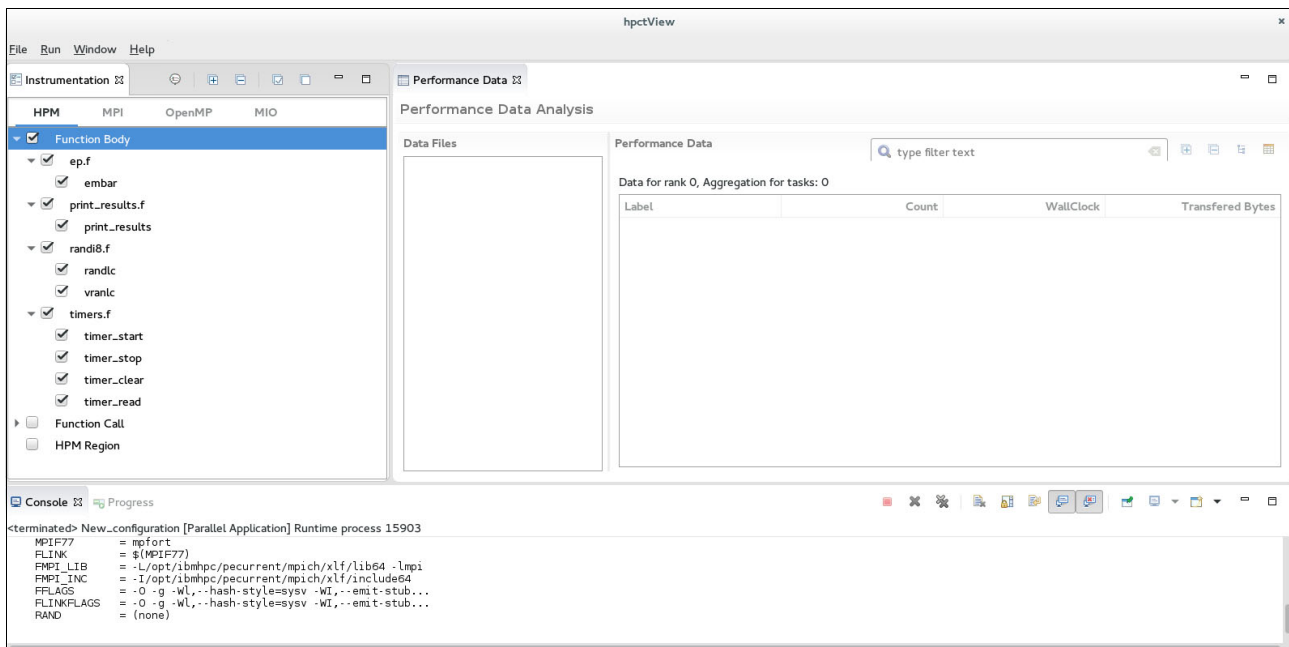 hpctView
File Run Window Help
Instrumentation
HPM MPI OpenMP MIO
Function Body
ep.f
embar
print_results.f
print_results
randi8.f
randlc
vranlc
timers.f
timer_start
timer_stop
timer_clear
timer_read
Function Call
HPM Region
Performance Data
Performance Data Analysis
Data Files
Performance Data
type filter text
Data for rank 0, Aggregation for tasks: 0
Label Count WallClock Transfered Bytes
Console Progress
<terminated> New_configuration [Parallel Application] Runtime process 15903
MPIF77 = mpfort
FLINK = $(MPIF77)
FMPI_LIB = -L/opt/ibmhpc/pecurrent/mpich/xlf/lib64 -lmpi
FMPI_INC = -I/opt/ibmhpc/pecurrent/mpich/xlf/include64
FFLAGS = -O -g -Wl,--hash-style=sysv -WI,--emit-stub...
FLINKFLAGS = -O -g -Wl,--hash-style=sysv -WI,--emit-stub...
RAND = (none)